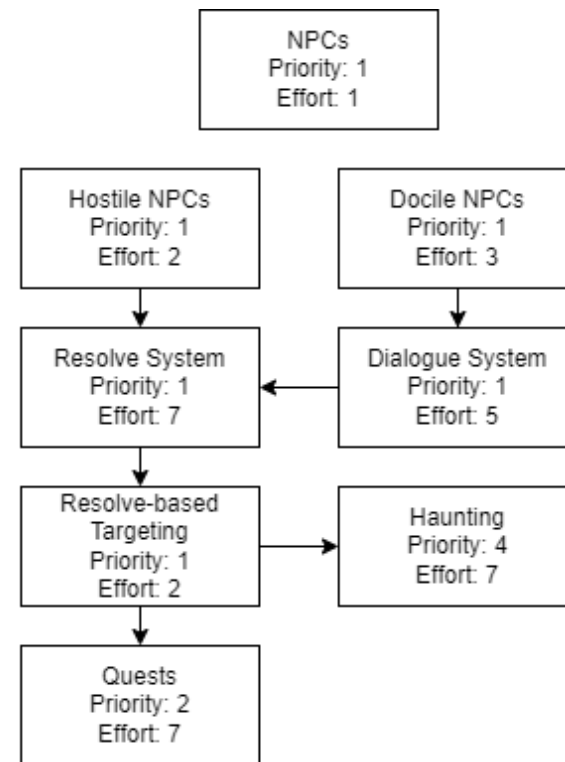 NPCs
Priority: 1
Effort: 1
Hostile NPCs
Priority: 1
Effort: 2
Docile NPCs
Priority: 1
Effort: 3
Resolve System
Priority: 1
Effort: 7
Dialogue System
Priority: 1
Effort: 5
Resolve-based
Targeting
Priority: 1
Effort: 2
Haunting
Priority: 4
Effort: 7
Quests
Priority: 2
Effort: 7